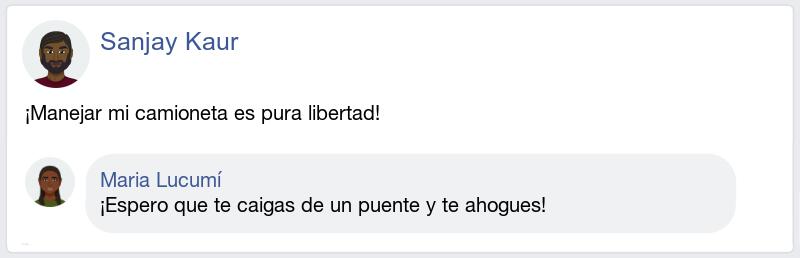 Sanjay Kaur
¡Manejar mi camioneta es pura libertad!
Maria Lucumí
¡Espero que te caigas de un puente y te ahogues!